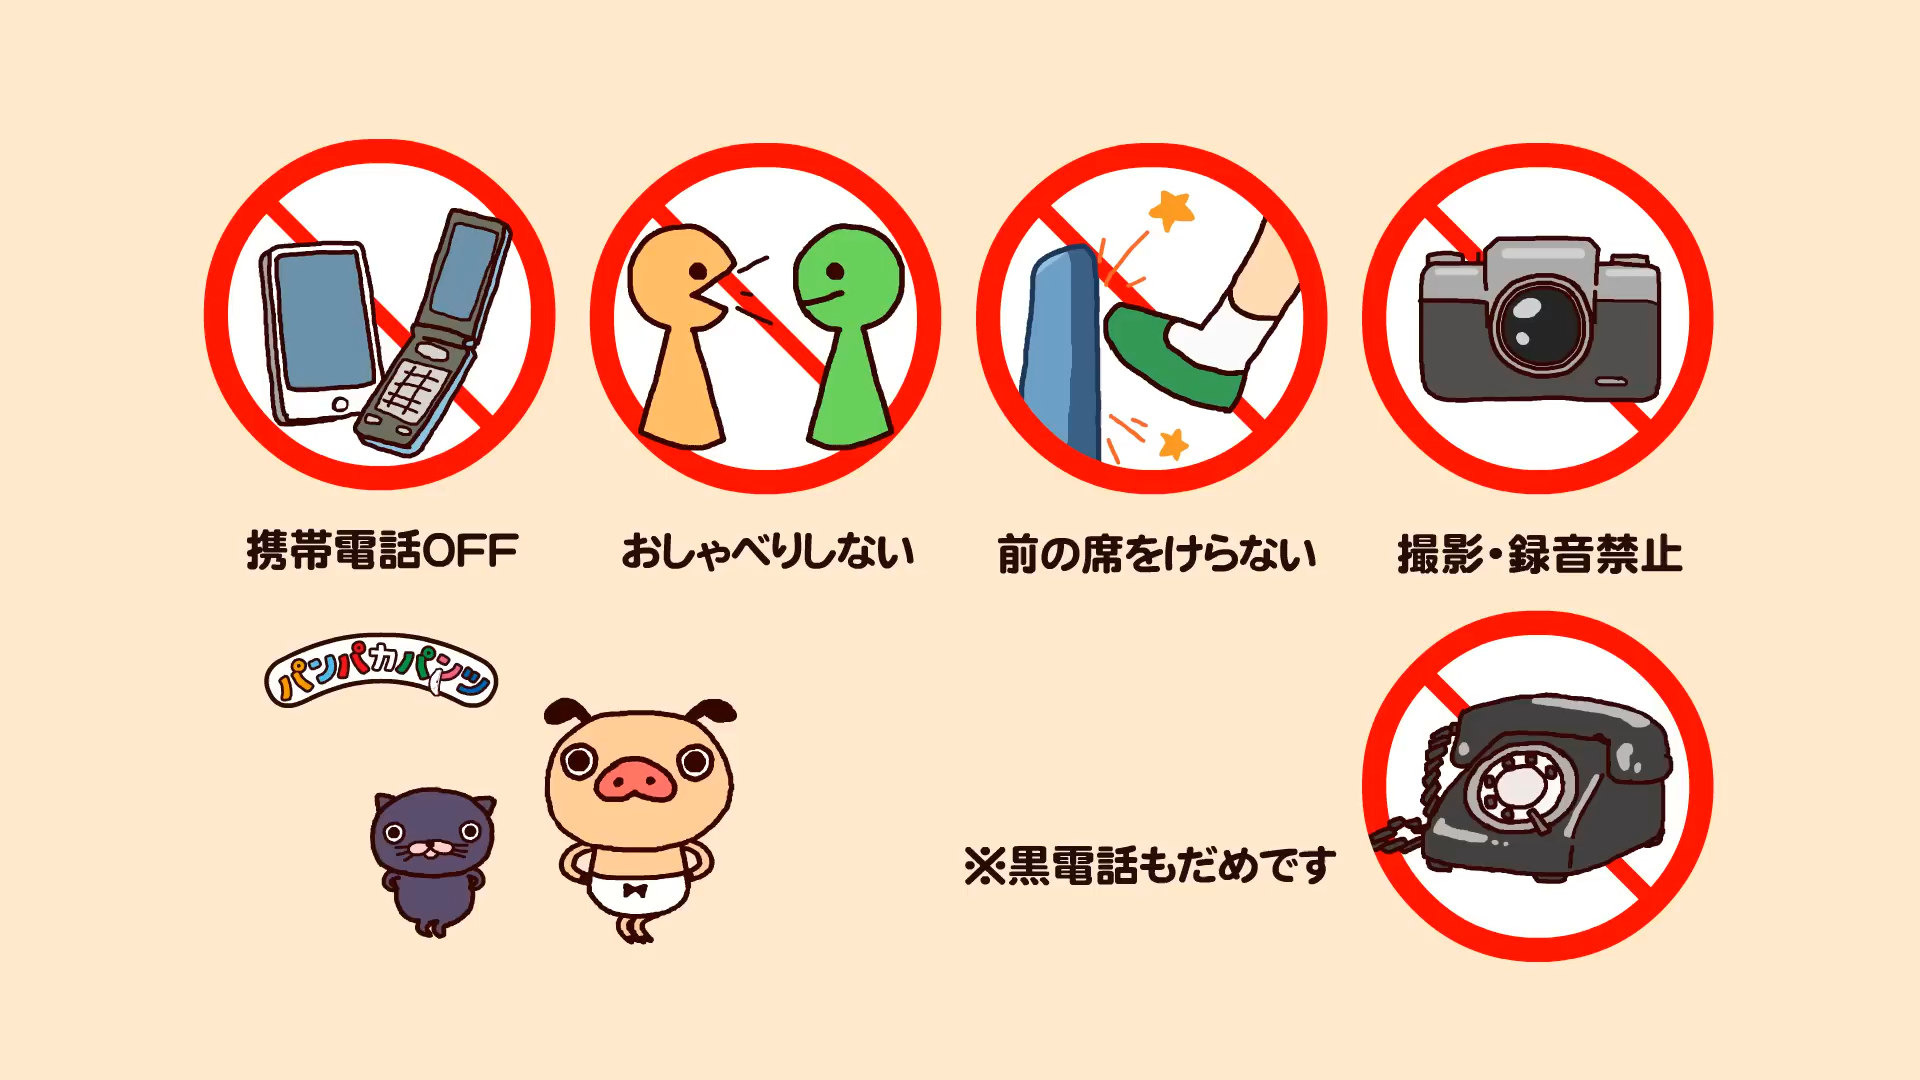 携帯電話OFF
おしゃべりしない
前の席をけらない
撮影・録音禁止
パンパカパンツ
※黒電話もだめです